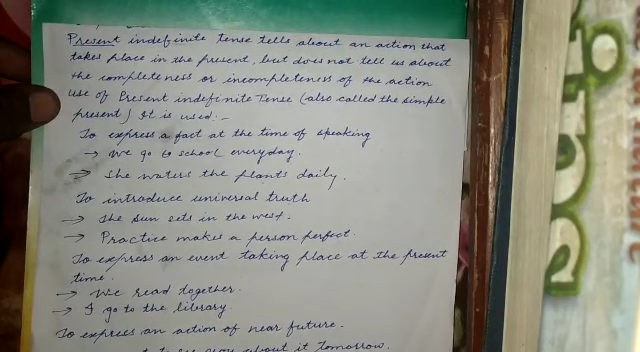 Present indefinite tense tells about an action that
takes place in the present, but does not tell us about
the completeness or incompleteness of the action
use of Present indefinite Tense (also called the simple
present) It is used:-
To express a fact at the time of speaking
→ We go to school everyday.
→ She waters the plants daily.
To introduce universal truth
→ The sun sets in the west.
→ Practice makes a person perfect.
To express an event taking place at the present
time.
→ We read together.
→ I go to the library.
To express an action of near future.
you about it tomorrow.